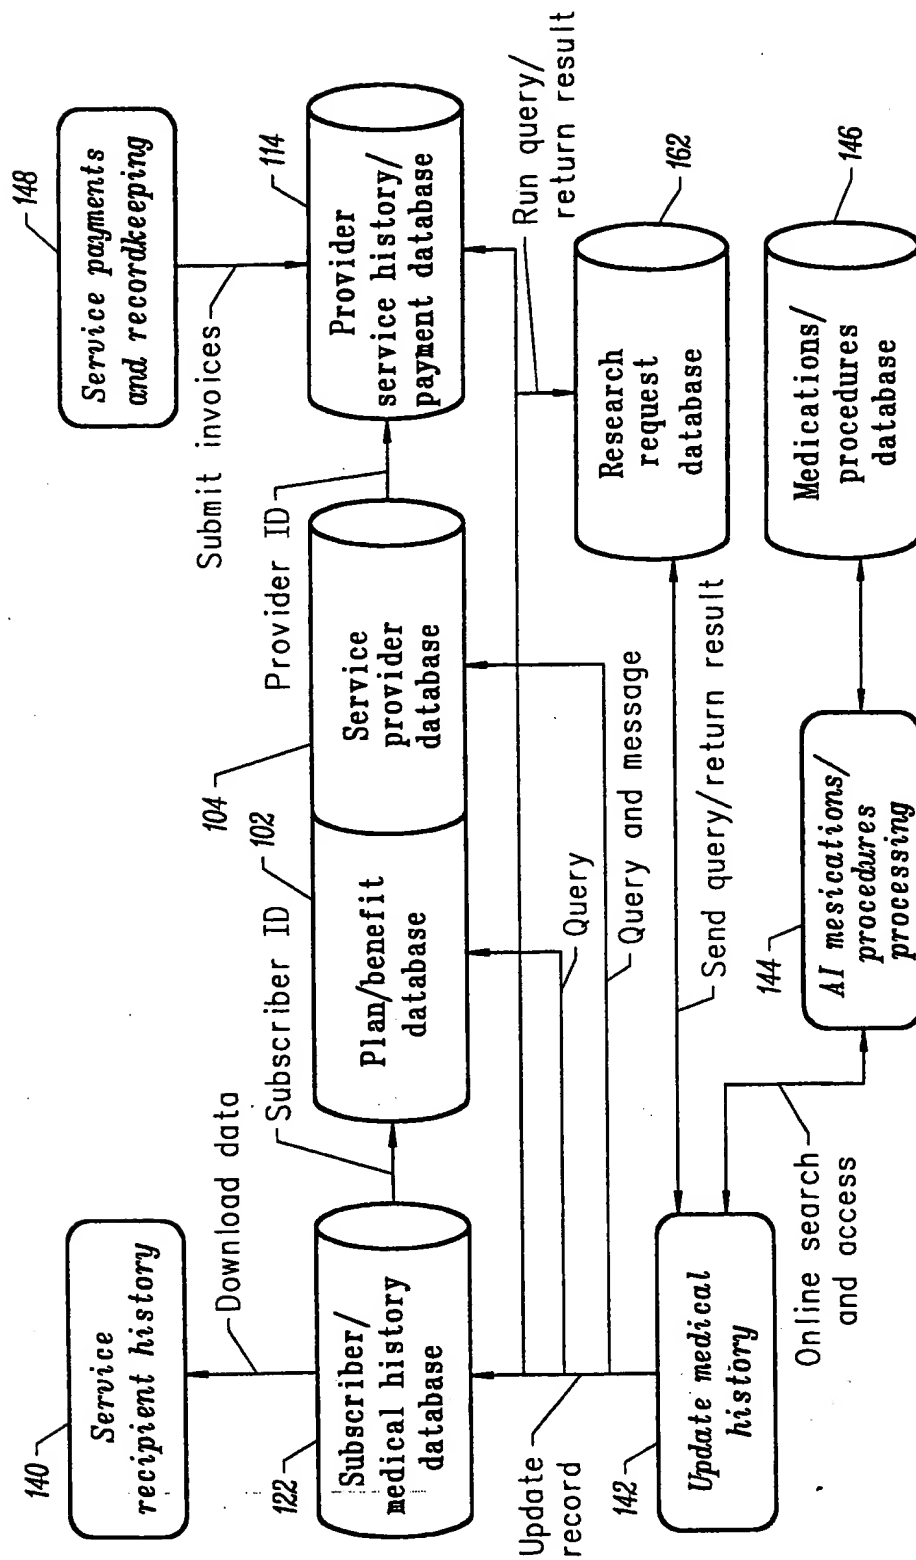 140
Service
recipient history
Download data
122
Subscriber/
medical history
database
Subscriber ID
102
Plan/benefit
database
104
Service
provider
database
Provider ID
Submit invoices
148
Service payments
and recordkeeping
114
Provider
service history/
payment database
Run query/
return result
Update
record
Query
Query and message
162
Research
request
database
Send query/return result
142
Update medical
history
Online search
and access
144
AI mesications/
procedures
processing
146
Medications/
procedures
database